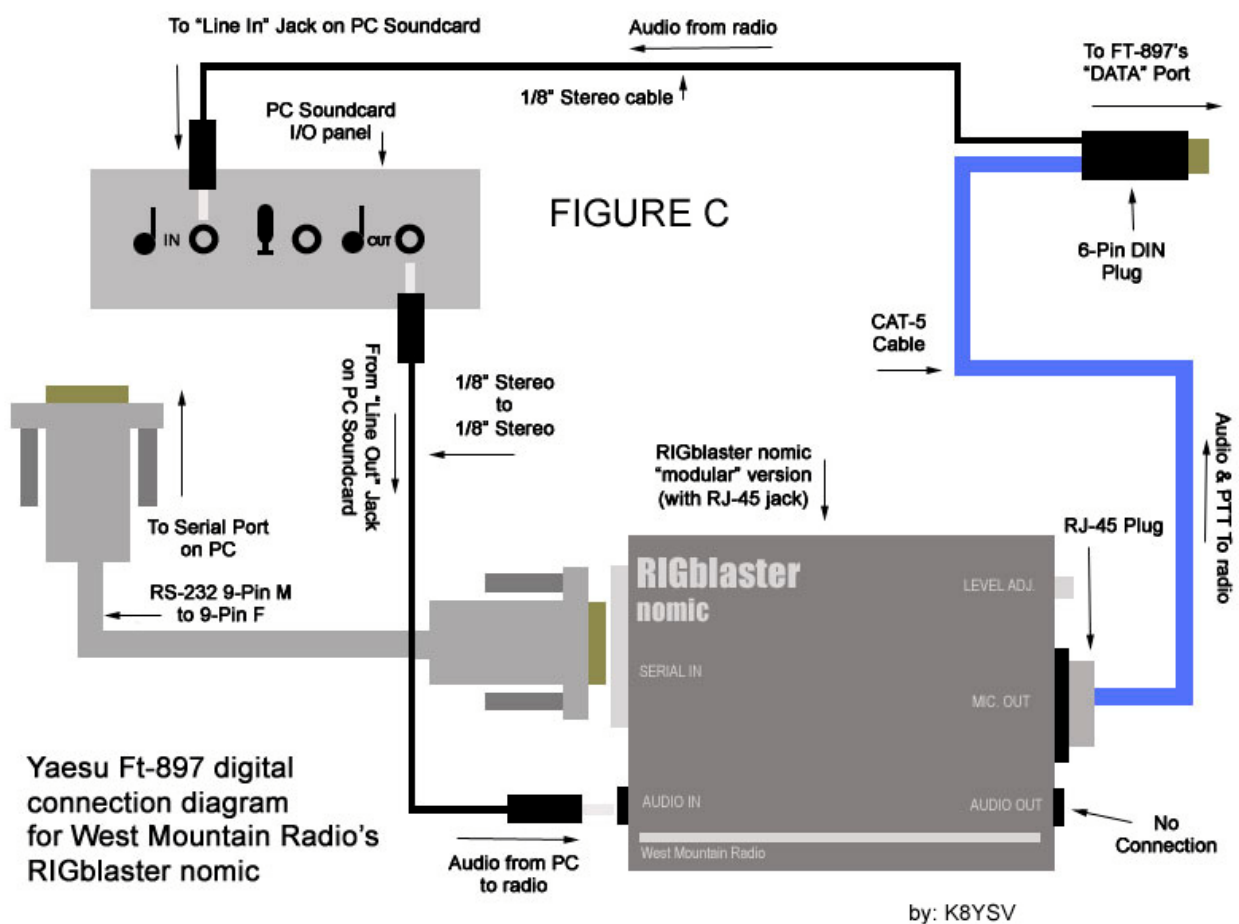 To “Line In” Jack on PC Soundcard
Audio from radio
To FT-897's
“DATA” Port
1/8" Stereo cable
PC Soundcard
I/O panel
IN
OUT
FIGURE C
6-Pin DIN
Plug
CAT-5
Cable
From “Line Out” Jack
on PC Soundcard
1/8" Stereo
to
1/8" Stereo
To Serial Port
on PC
RS-232 9-Pin M
to 9-Pin F
RIGblaster nomic
“modular” version
(with RJ-45 jack)
RJ-45 Plug
Audio & PTT To radio
RIGblaster
nomic
LEVEL ADJ.
SERIAL IN
MIC. OUT
AUDIO IN
AUDIO OUT
West Mountain Radio
No
Connection
Audio from PC
to radio
Yaesu Ft-897 digital
connection diagram
for West Mountain Radio's
RIGblaster nomic
by: K8YSV